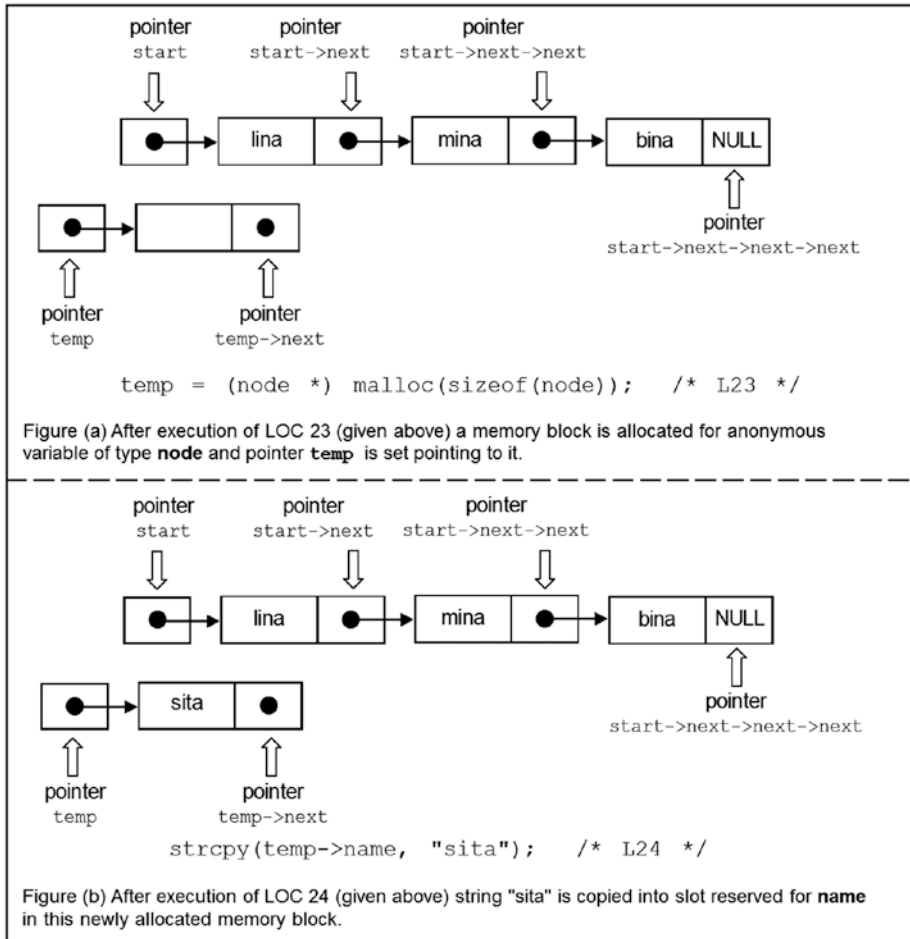 pointer pointer pointer
start start->next start->next->next
lina mina bina NULL
pointer
start->next->next->next
pointer pointer
temp temp->next
temp = (node *) malloc(sizeof(node)); /* L23 */
Figure (a) After execution of LOC 23 (given above) a memory block is allocated for anonymous
variable of type node and pointer temp is set pointing to it.
pointer pointer pointer
start start->next start->next->next
lina mina bina NULL
sita
pointer
start->next->next->next
pointer pointer
temp temp->next
strcpy(temp->name, "sita"); /* L24 */
Figure (b) After execution of LOC 24 (given above) string "sita" is copied into slot reserved for name
in this newly allocated memory block.